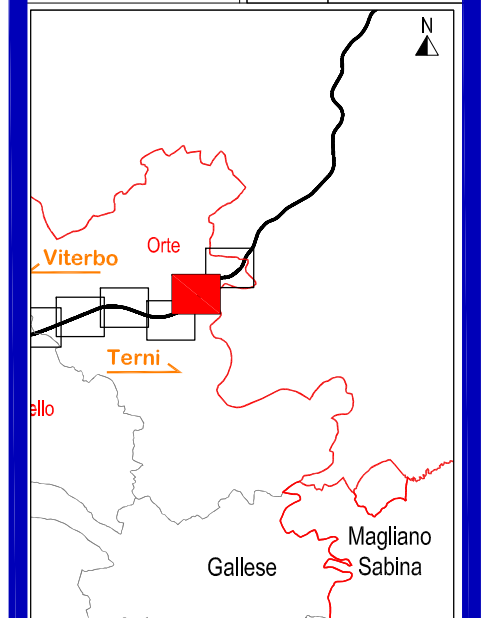 N
Orte
Viterbo
Terni
ello
Magliano
Sabina
Gallese